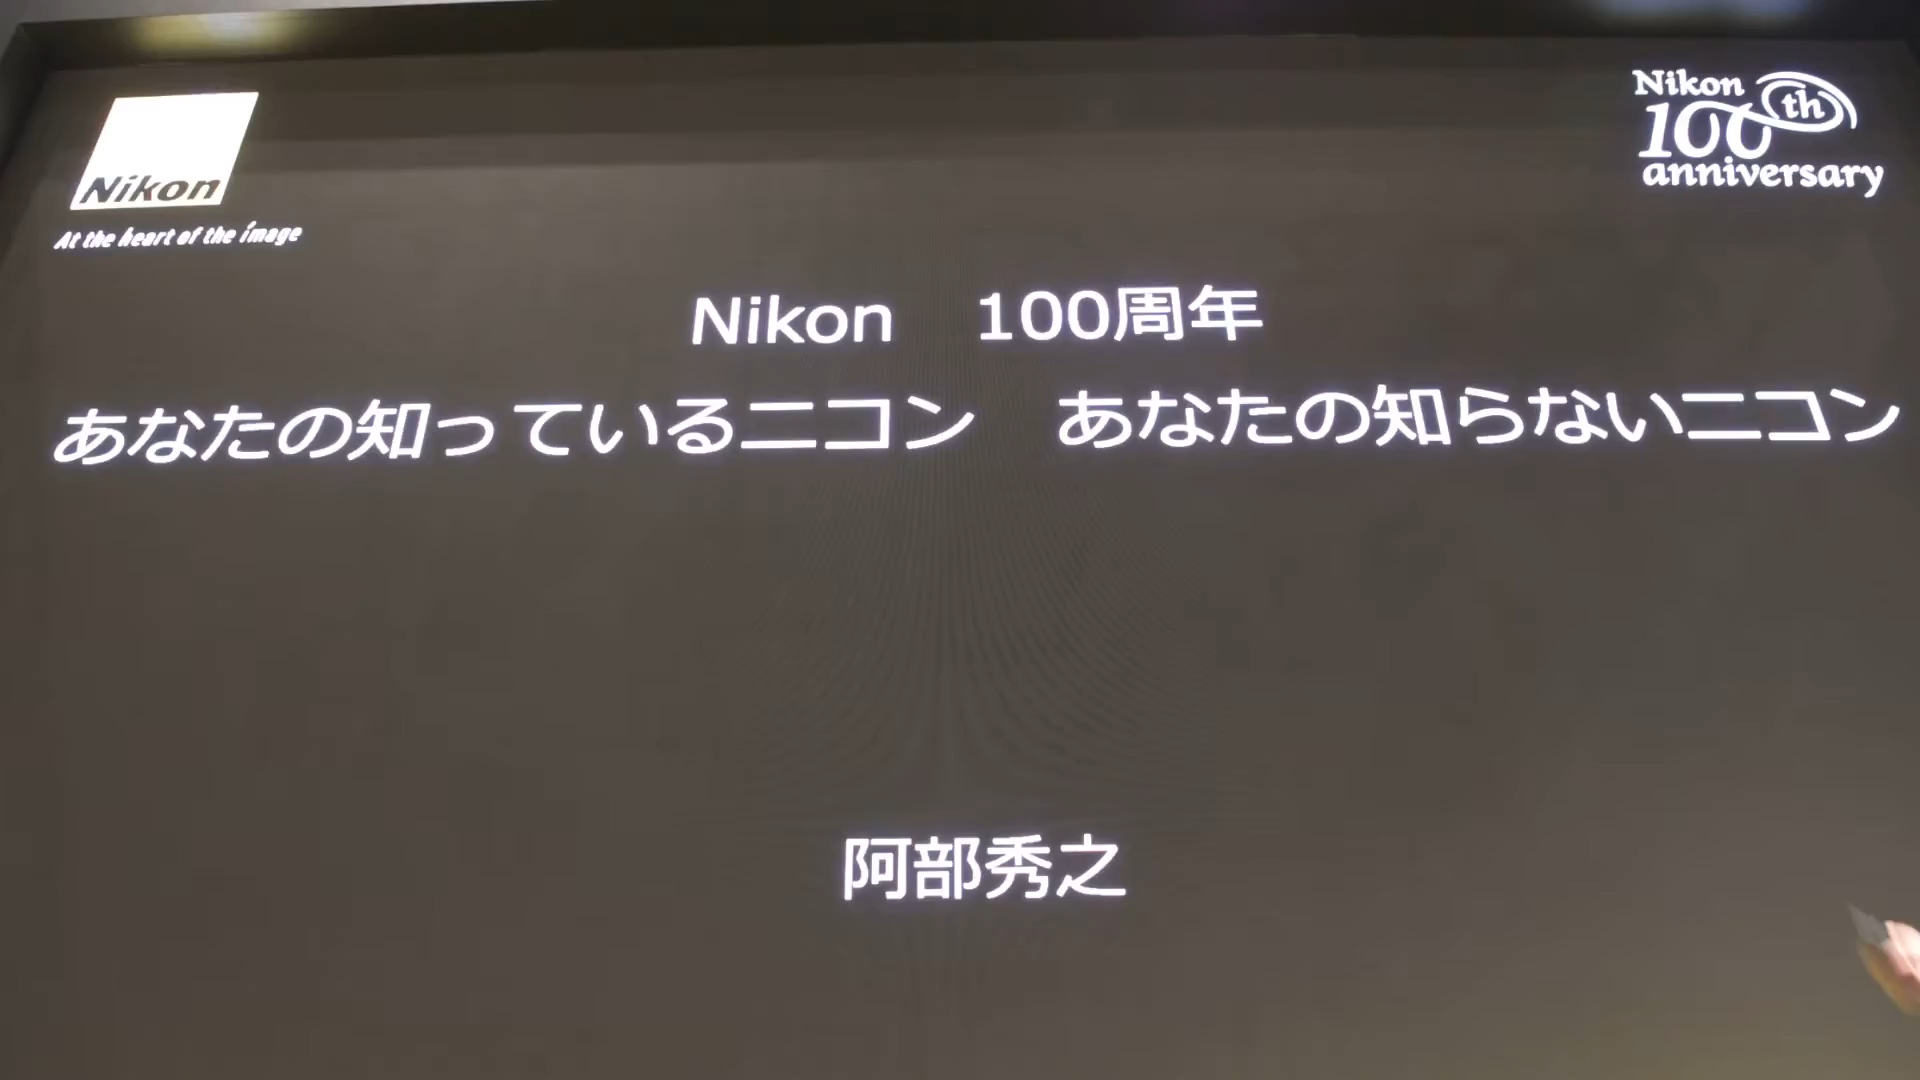 Nikon
At the heart of the image
Nikon
100th
anniversary
Nikon　100周年
あなたの知っているニコン　あなたの知らないニコン
阿部秀之